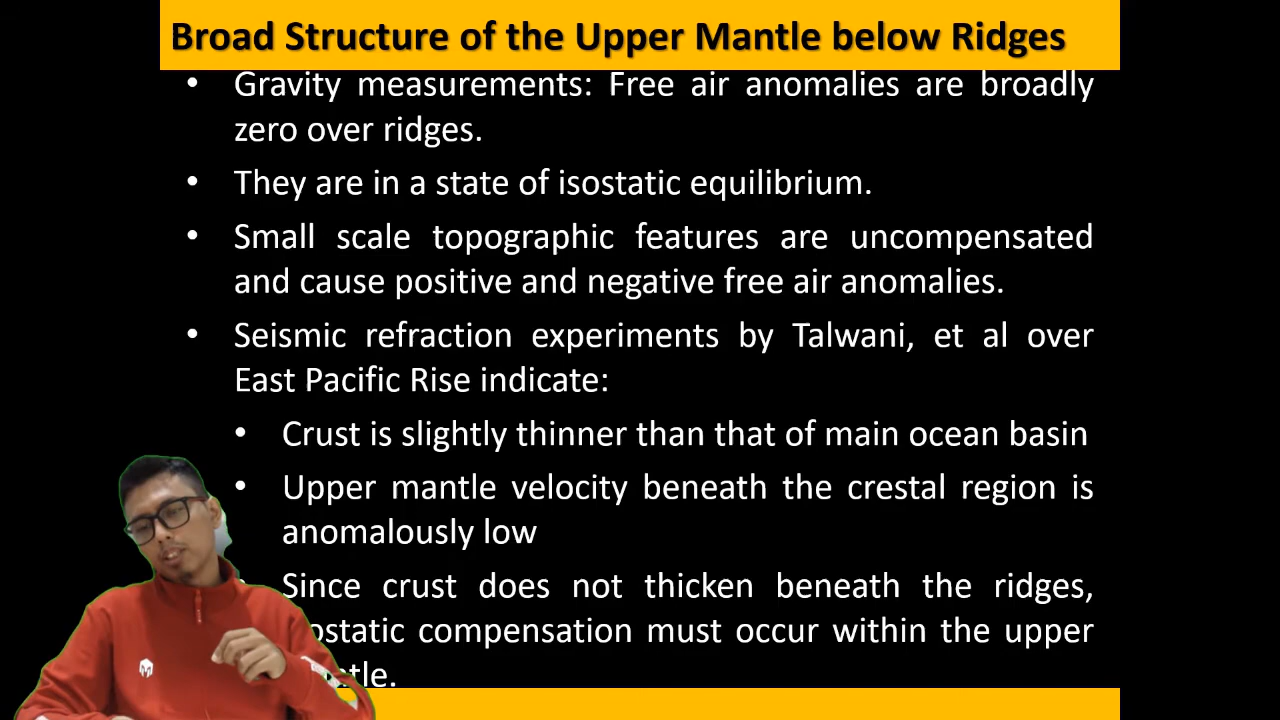 Broad Structure of the Upper Mantle below Ridges
• Gravity measurements: Free air anomalies are broadly
zero over ridges.
• They are in a state of isostatic equilibrium.
• Small scale topographic features are uncompensated
and cause positive and negative free air anomalies.
• Seismic refraction experiments by Talwani, et al over
East Pacific Rise indicate:
• Crust is slightly thinner than that of main ocean basin
• Upper mantle velocity beneath the crestal region is
anomalously low
Since crust does not thicken beneath the ridges,
ostatic compensation must occur within the upper
tle.